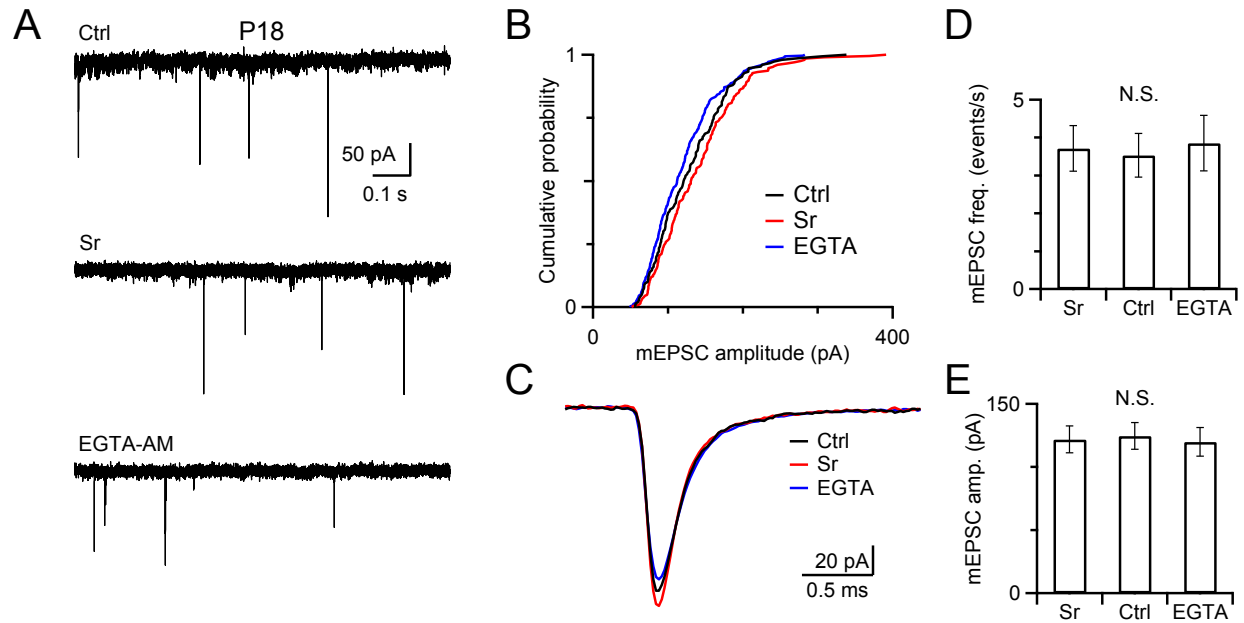 A
Ctrl
P18
50 pA
0.1 s
Sr
EGTA-AM
B
Cumulative probability
1
0
Ctrl
Sr
EGTA
0
400
mEPSC amplitude (pA)
C
Ctrl
Sr
EGTA
20 pA
0.5 ms
D
mEPSC freq. (events/s)
5
0
N.S.
Sr
Ctrl
EGTA
E
mEPSC amp. (pA)
150
0
N.S.
Sr
Ctrl
EGTA